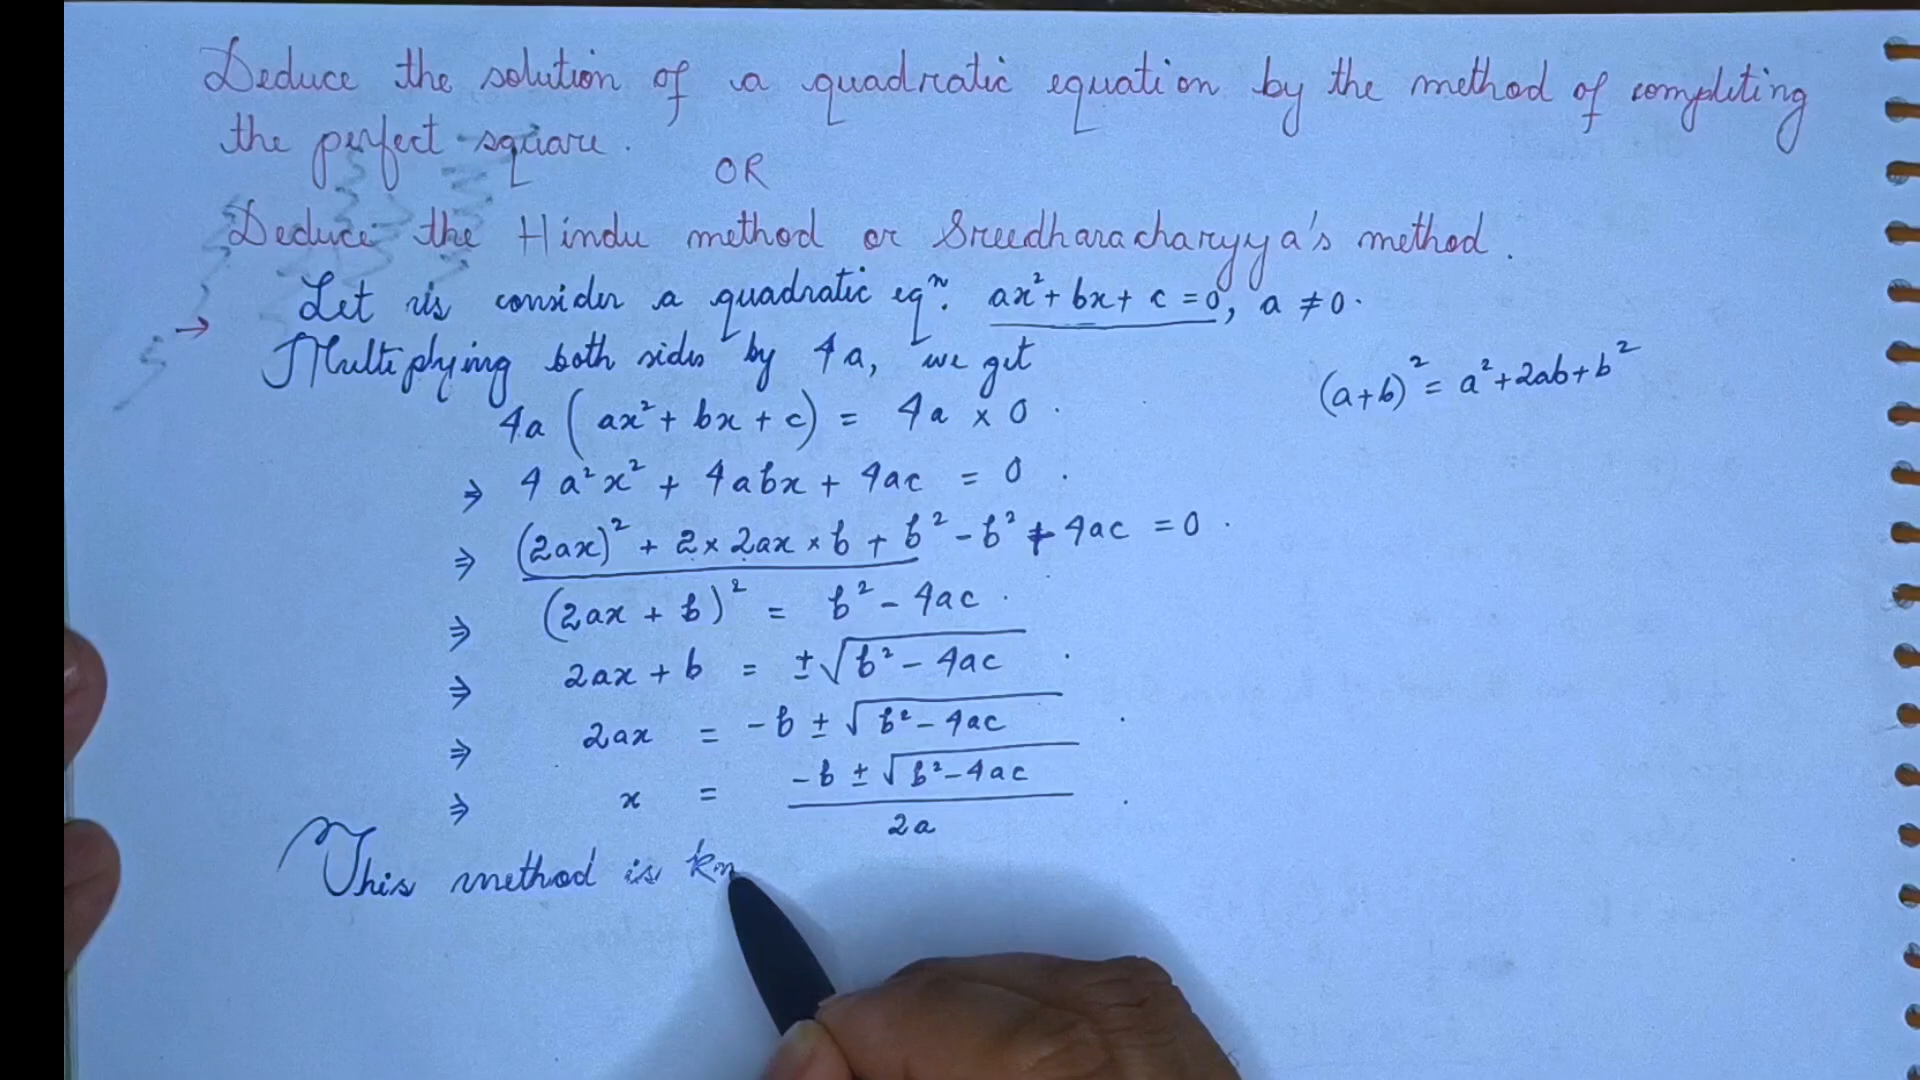 Deduce the solution of a quadratic equation by the method of completing
the perfect square.
OR
Deduce the Hindu method or Sreedharacharyya's method.
Let us consider a quadratic eqⁿ. ax² + bx + c = 0, a ≠ 0.
→ Multiplying both sides by 4a, we get
(a+b)² = a² + 2ab + b²
4a (ax² + bx + c) = 4a × 0.
⇒ 4a²x² + 4abx + 4ac = 0.
⇒ (2ax)² + 2 × 2ax × b + b² - b² + 4ac = 0.
⇒ (2ax + b)² = b² - 4ac.
⇒ 2ax + b = ±√(b² - 4ac).
⇒ 2ax = -b ± √(b² - 4ac).
⇒ x = (-b ± √(b² - 4ac)) / 2a.
This method is kn